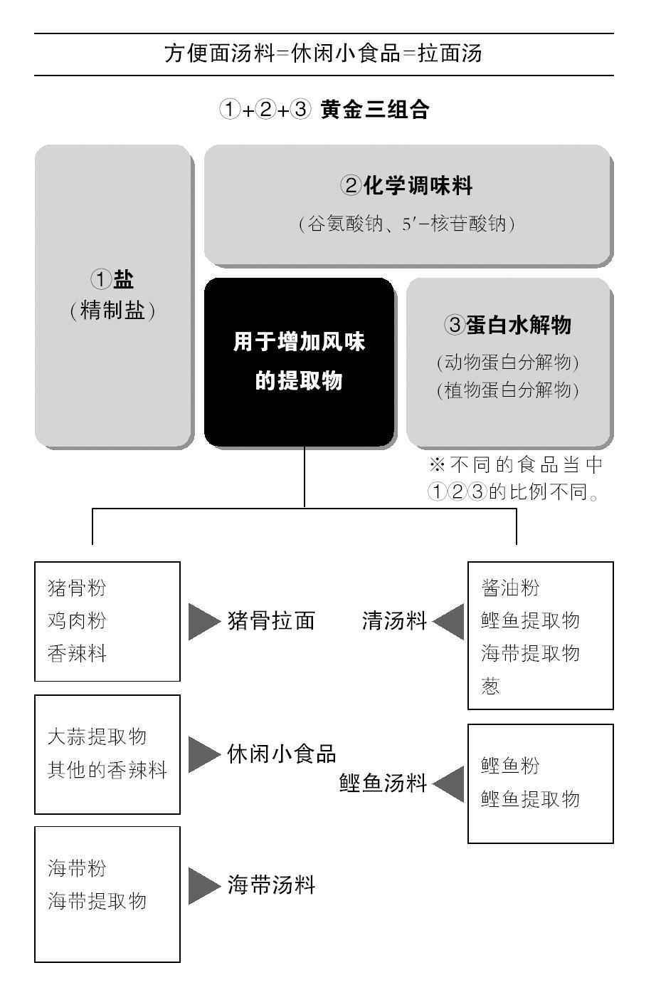 方便面汤料=休闲小食品=拉面汤
①+②+③ 黄金三组合
①盐
(精制盐)
②化学调味料
(谷氨酸钠、5′-核苷酸钠)
用于增加风味
的提取物
③蛋白水解物
(动物蛋白分解物)
(植物蛋白分解物)
※不同的食品当中
①②③的比例不同。
猪骨粉
鸡肉粉
香辣料
猪骨拉面
大蒜提取物
其他的香辣料
休闲小食品
海带粉
海带提取物
海带汤料
清汤料
酱油粉
鲣鱼提取物
海带提取物
葱
鲣鱼汤料
鲣鱼粉
鲣鱼提取物